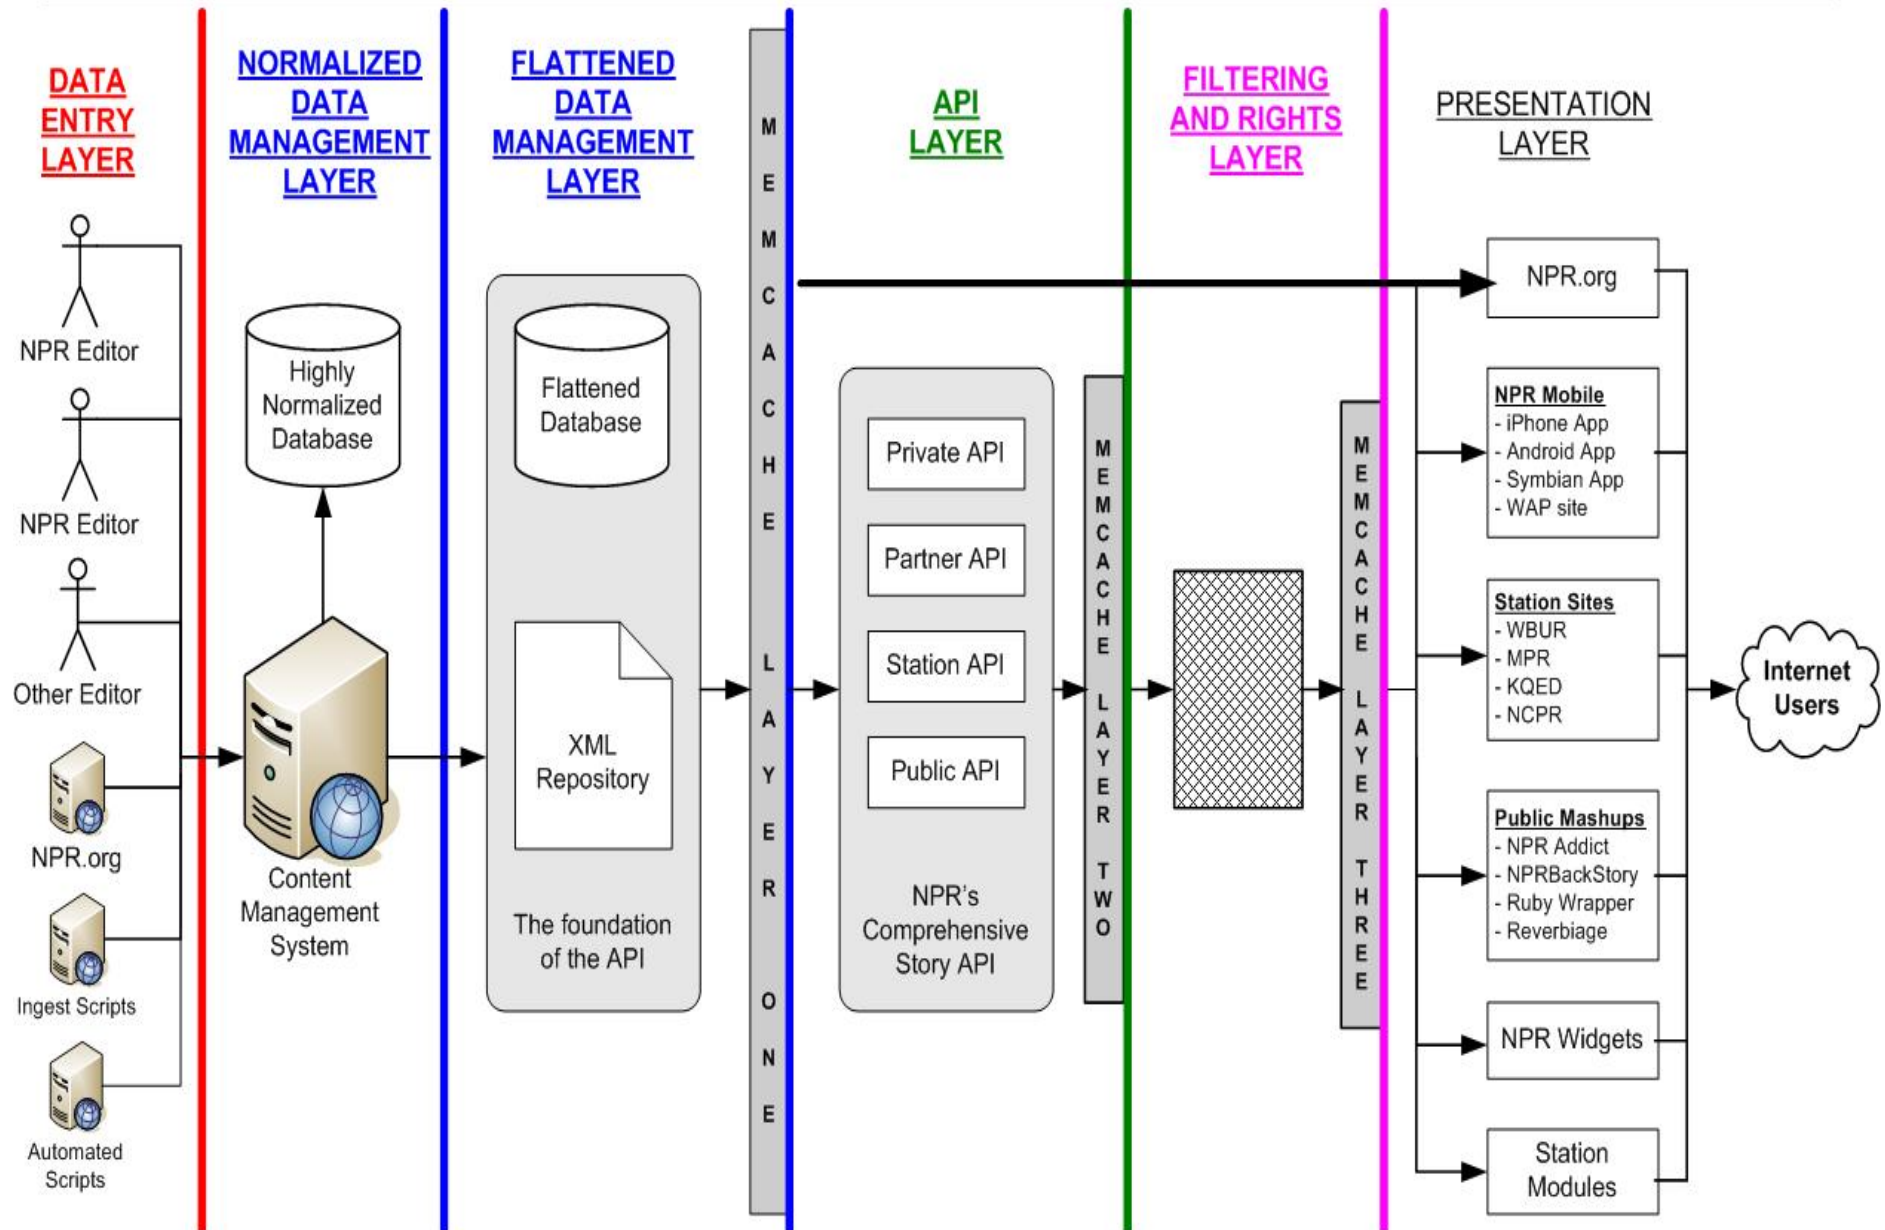 DATA
ENTRY
LAYER
NORMALIZED
DATA
MANAGEMENT
LAYER
FLATTENED
DATA
MANAGEMENT
LAYER
API
LAYER
FILTERING
AND RIGHTS
LAYER
PRESENTATION
LAYER
NPR Editor
NPR Editor
Other Editor
NPR.org
Ingest Scripts
Automated
Scripts
Highly
Normalized
Database
Content
Management
System
Flattened
Database
XML
Repository
The foundation
of the API
MEMCACHE LAYER ONE
Private API
Partner API
Station API
Public API
NPR's
Comprehensive
Story API
MEMCACHE LAYER TWO
MEMCACHE LAYER THREE
NPR.org
NPR Mobile
- iPhone App
- Android App
- Symbian App
- WAP site
Station Sites
- WBUR
- MPR
- KQED
- NCPR
Public Mashups
- NPR Addict
- NPRBackStory
- Ruby Wrapper
- Reverbiage
NPR Widgets
Station
Modules
Internet
Users